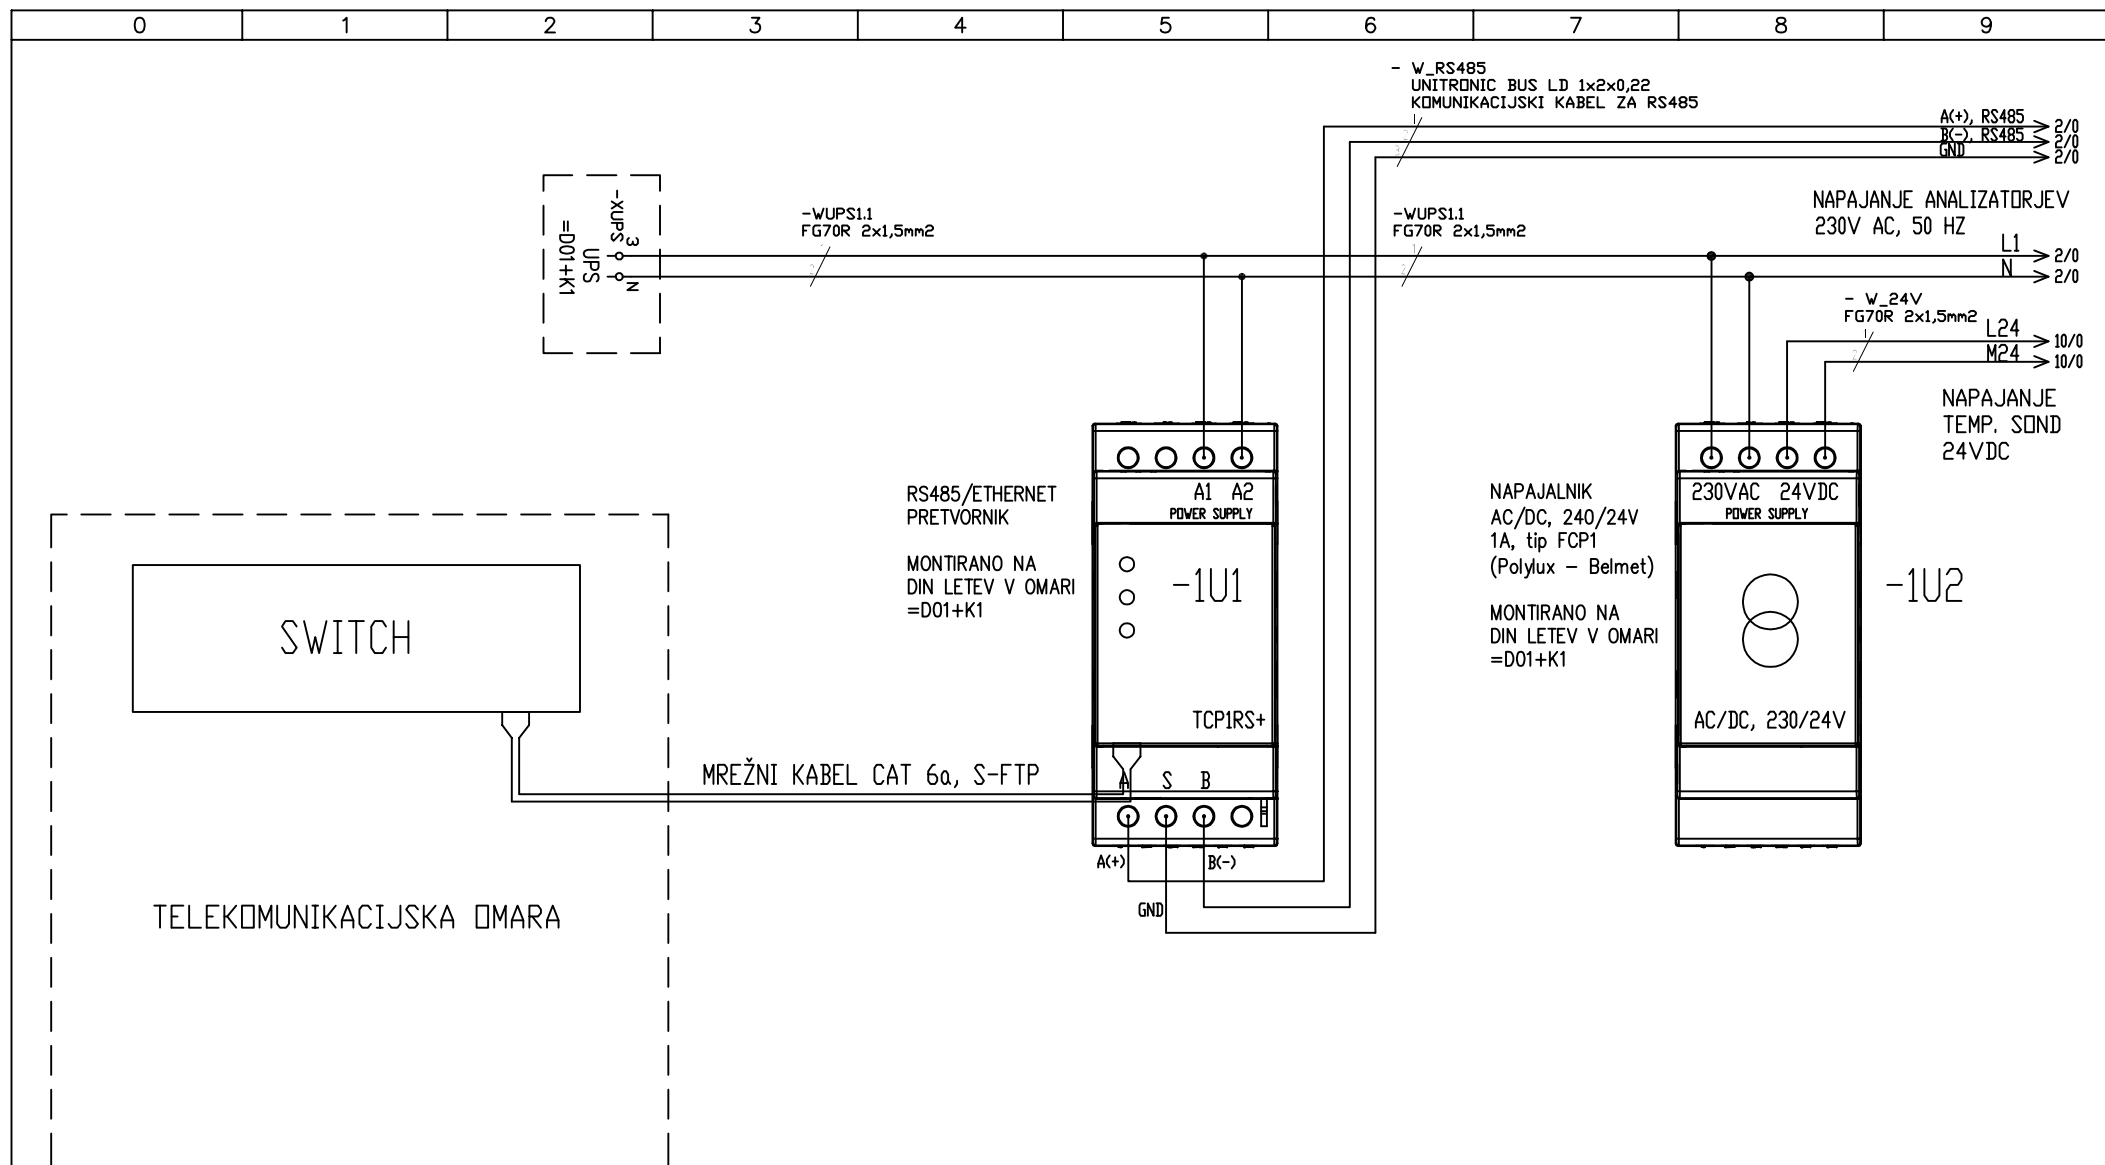 0 1 2 3 4 5 6 7 8 9
- W_RS485
UNITRONIC BUS LD 1x2x0,22
KOMUNIKACIJSKI KABEL ZA RS485
A(+), RS485 2/0
B(-), RS485 2/0
GND 2/0
-XUPS
3
N
UPS
=D01+K1
-WUPS1.1
FG7OR 2x1,5mm2
-WUPS1.1
FG7OR 2x1,5mm2
NAPAJANJE ANALIZATORJEV
230V AC, 50 HZ
L1 2/0
N 2/0
- W_24V
FG7OR 2x1,5mm2
L24 10/0
M24 10/0
NAPAJANJE
TEMP. SOND
24VDC
RS485/ETHERNET
PRETVORNIK
MONTIRANO NA
DIN LETEV V OMARI
=D01+K1
A1 A2
POWER SUPPLY
-1U1
TCP1RS+
A S B
A(+)
B(-)
GND
NAPAJALNIK
AC/DC, 240/24V
1A, tip FCP1
(Polylux – Belmet)
MONTIRANO NA
DIN LETEV V OMARI
=D01+K1
230VAC 24VDC
POWER SUPPLY
-1U2
AC/DC, 230/24V
SWITCH
MREŽNI KABEL CAT 6a, S-FTP
TELEKOMUNIKACIJSKA OMARA